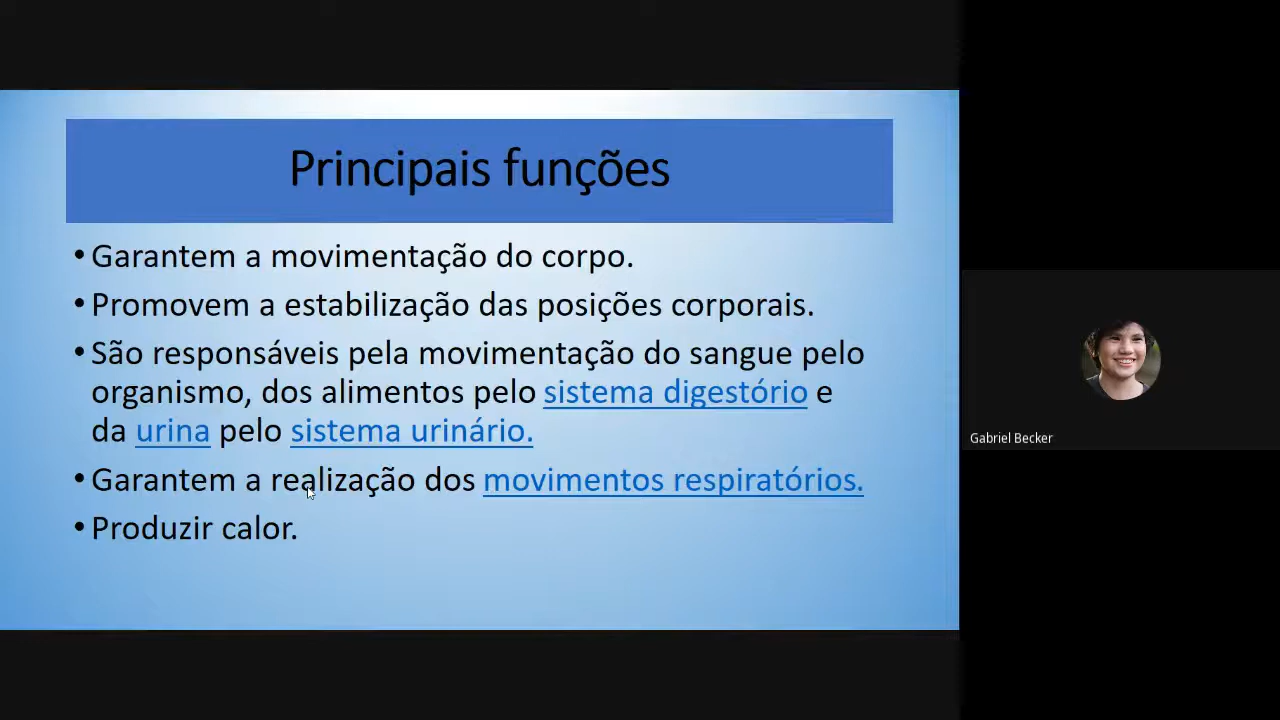 Principais funções
• Garantem a movimentação do corpo.
• Promovem a estabilização das posições corporais.
• São responsáveis pela movimentação do sangue pelo
organismo, dos alimentos pelo sistema digestório e
da urina pelo sistema urinário.
• Garantem a realização dos movimentos respiratórios.
• Produzir calor.
Gabriel Becker